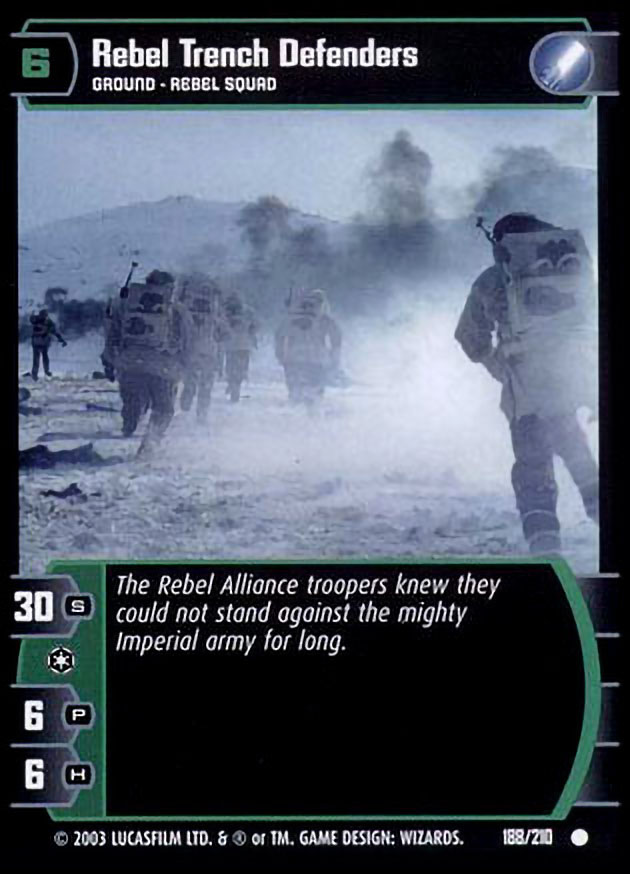 6
Rebel Trench Defenders
GROUND - REBEL SQUAD
The Rebel Alliance troopers knew they
could not stand against the mighty
Imperial army for long.
30 S
6 P
6 H
© 2003 LUCASFILM LTD. & ® or TM. GAME DESIGN: WIZARDS. 188/210